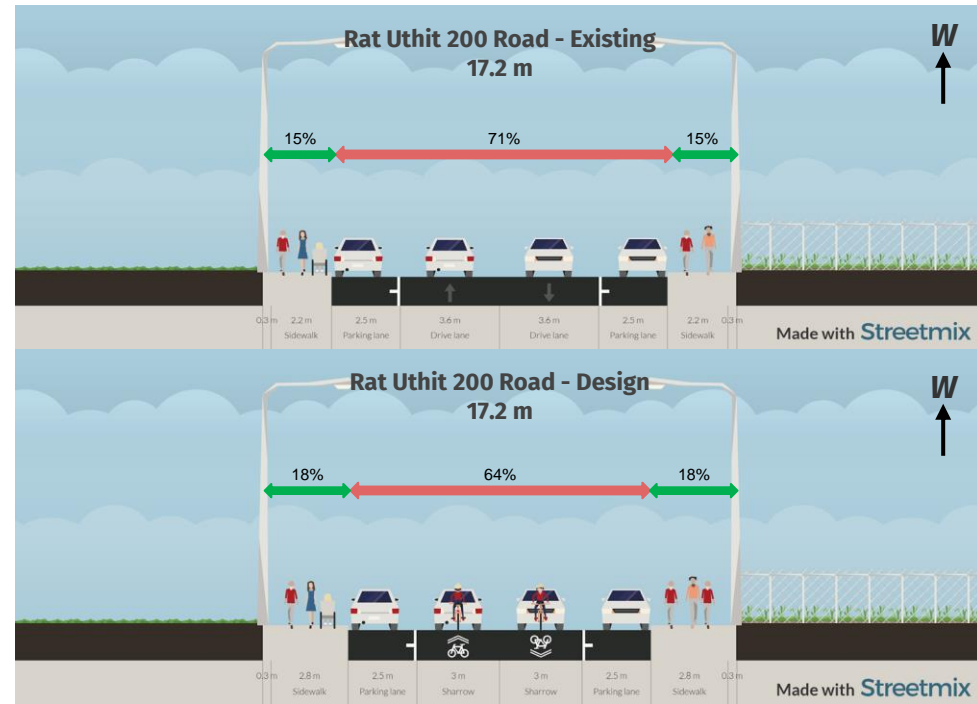 Rat Uthit 200 Road - Existing
17.2 m
W
15%
71%
15%
0.3 m
2.2 m
2.5 m
3.6 m
3.6 m
2.5 m
2.2 m
0.3 m
Sidewalk
Parking lane
Drive lane
Drive lane
Parking lane
Sidewalk
Made with Streetmix
Rat Uthit 200 Road - Design
17.2 m
W
18%
64%
18%
0.3 m
2.8 m
2.5 m
3 m
3 m
2.5 m
2.8 m
0.3 m
Sidewalk
Parking lane
Sharrow
Sharrow
Parking lane
Sidewalk
Made with Streetmix